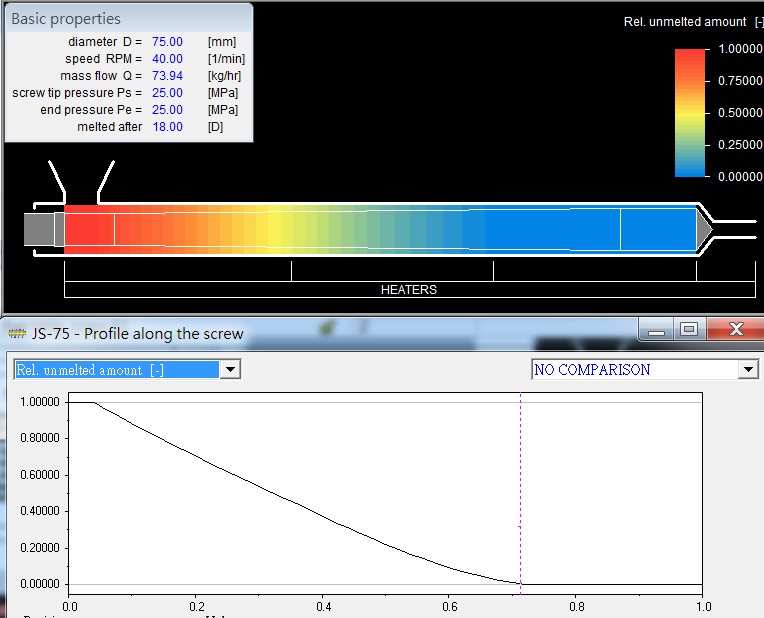 Basic properties
diameter D = 75.00 [mm]
speed RPM = 40.00 [1/min]
mass flow Q = 73.94 [kg/hr]
screw tip pressure Ps = 25.00 [MPa]
end pressure Pe = 25.00 [MPa]
melted after 18.00 [D]
Rel. unmelted amount [-]
1.00000
0.75000
0.50000
0.25000
0.00000
HEATERS
JS-75 - Profile along the screw
Rel. unmelted amount [-]
NO COMPARISON
1.00000
0.80000
0.60000
0.40000
0.20000
0.00000
0.0 0.2 0.4 0.6 0.8 1.0